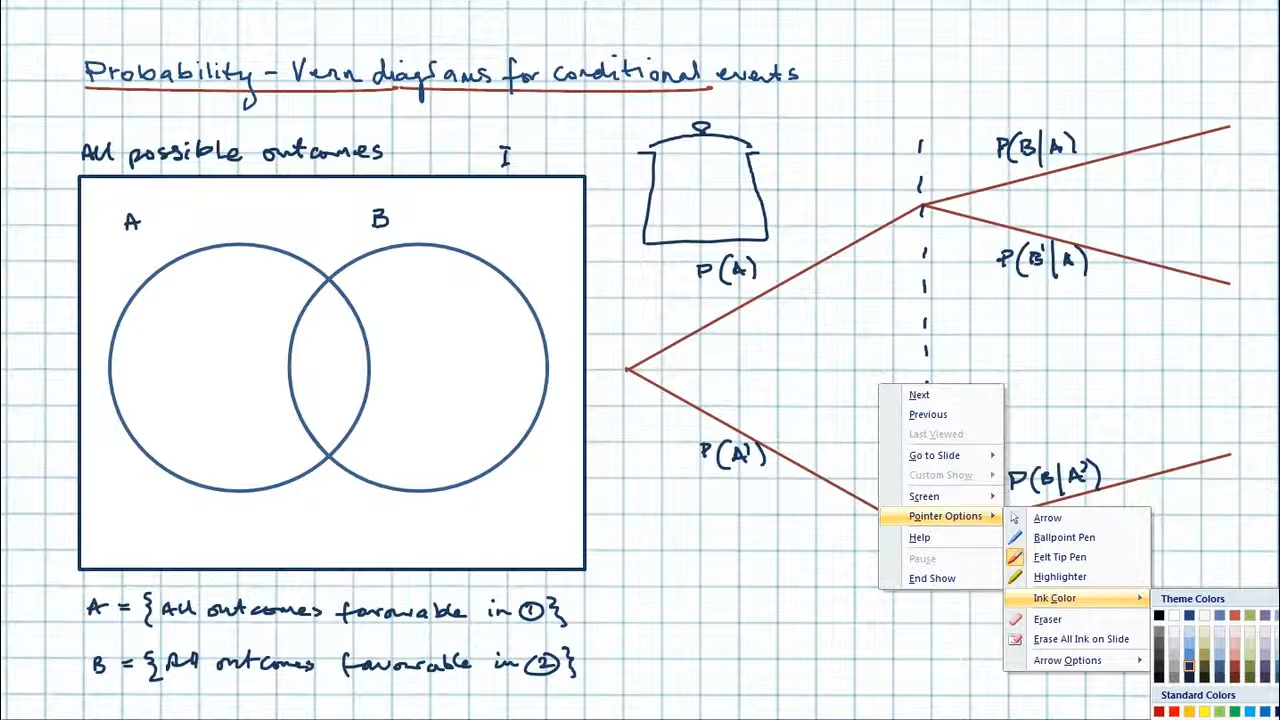 Probability - Venn diagrams for conditional events
All possible outcomes
I
A
B
P(A)
P(A')
P(B|A)
P(B'|A)
P(B|A')
A = {All outcomes favourable in ①}
B = {All outcomes favourable in ②}
Next
Previous
Last Viewed
Go to Slide
Custom Show
Screen
Pointer Options
Help
Pause
End Show
Arrow
Ballpoint Pen
Felt Tip Pen
Highlighter
Ink Color
Eraser
Erase All Ink on Slide
Arrow Options
Theme Colors
Standard Colors